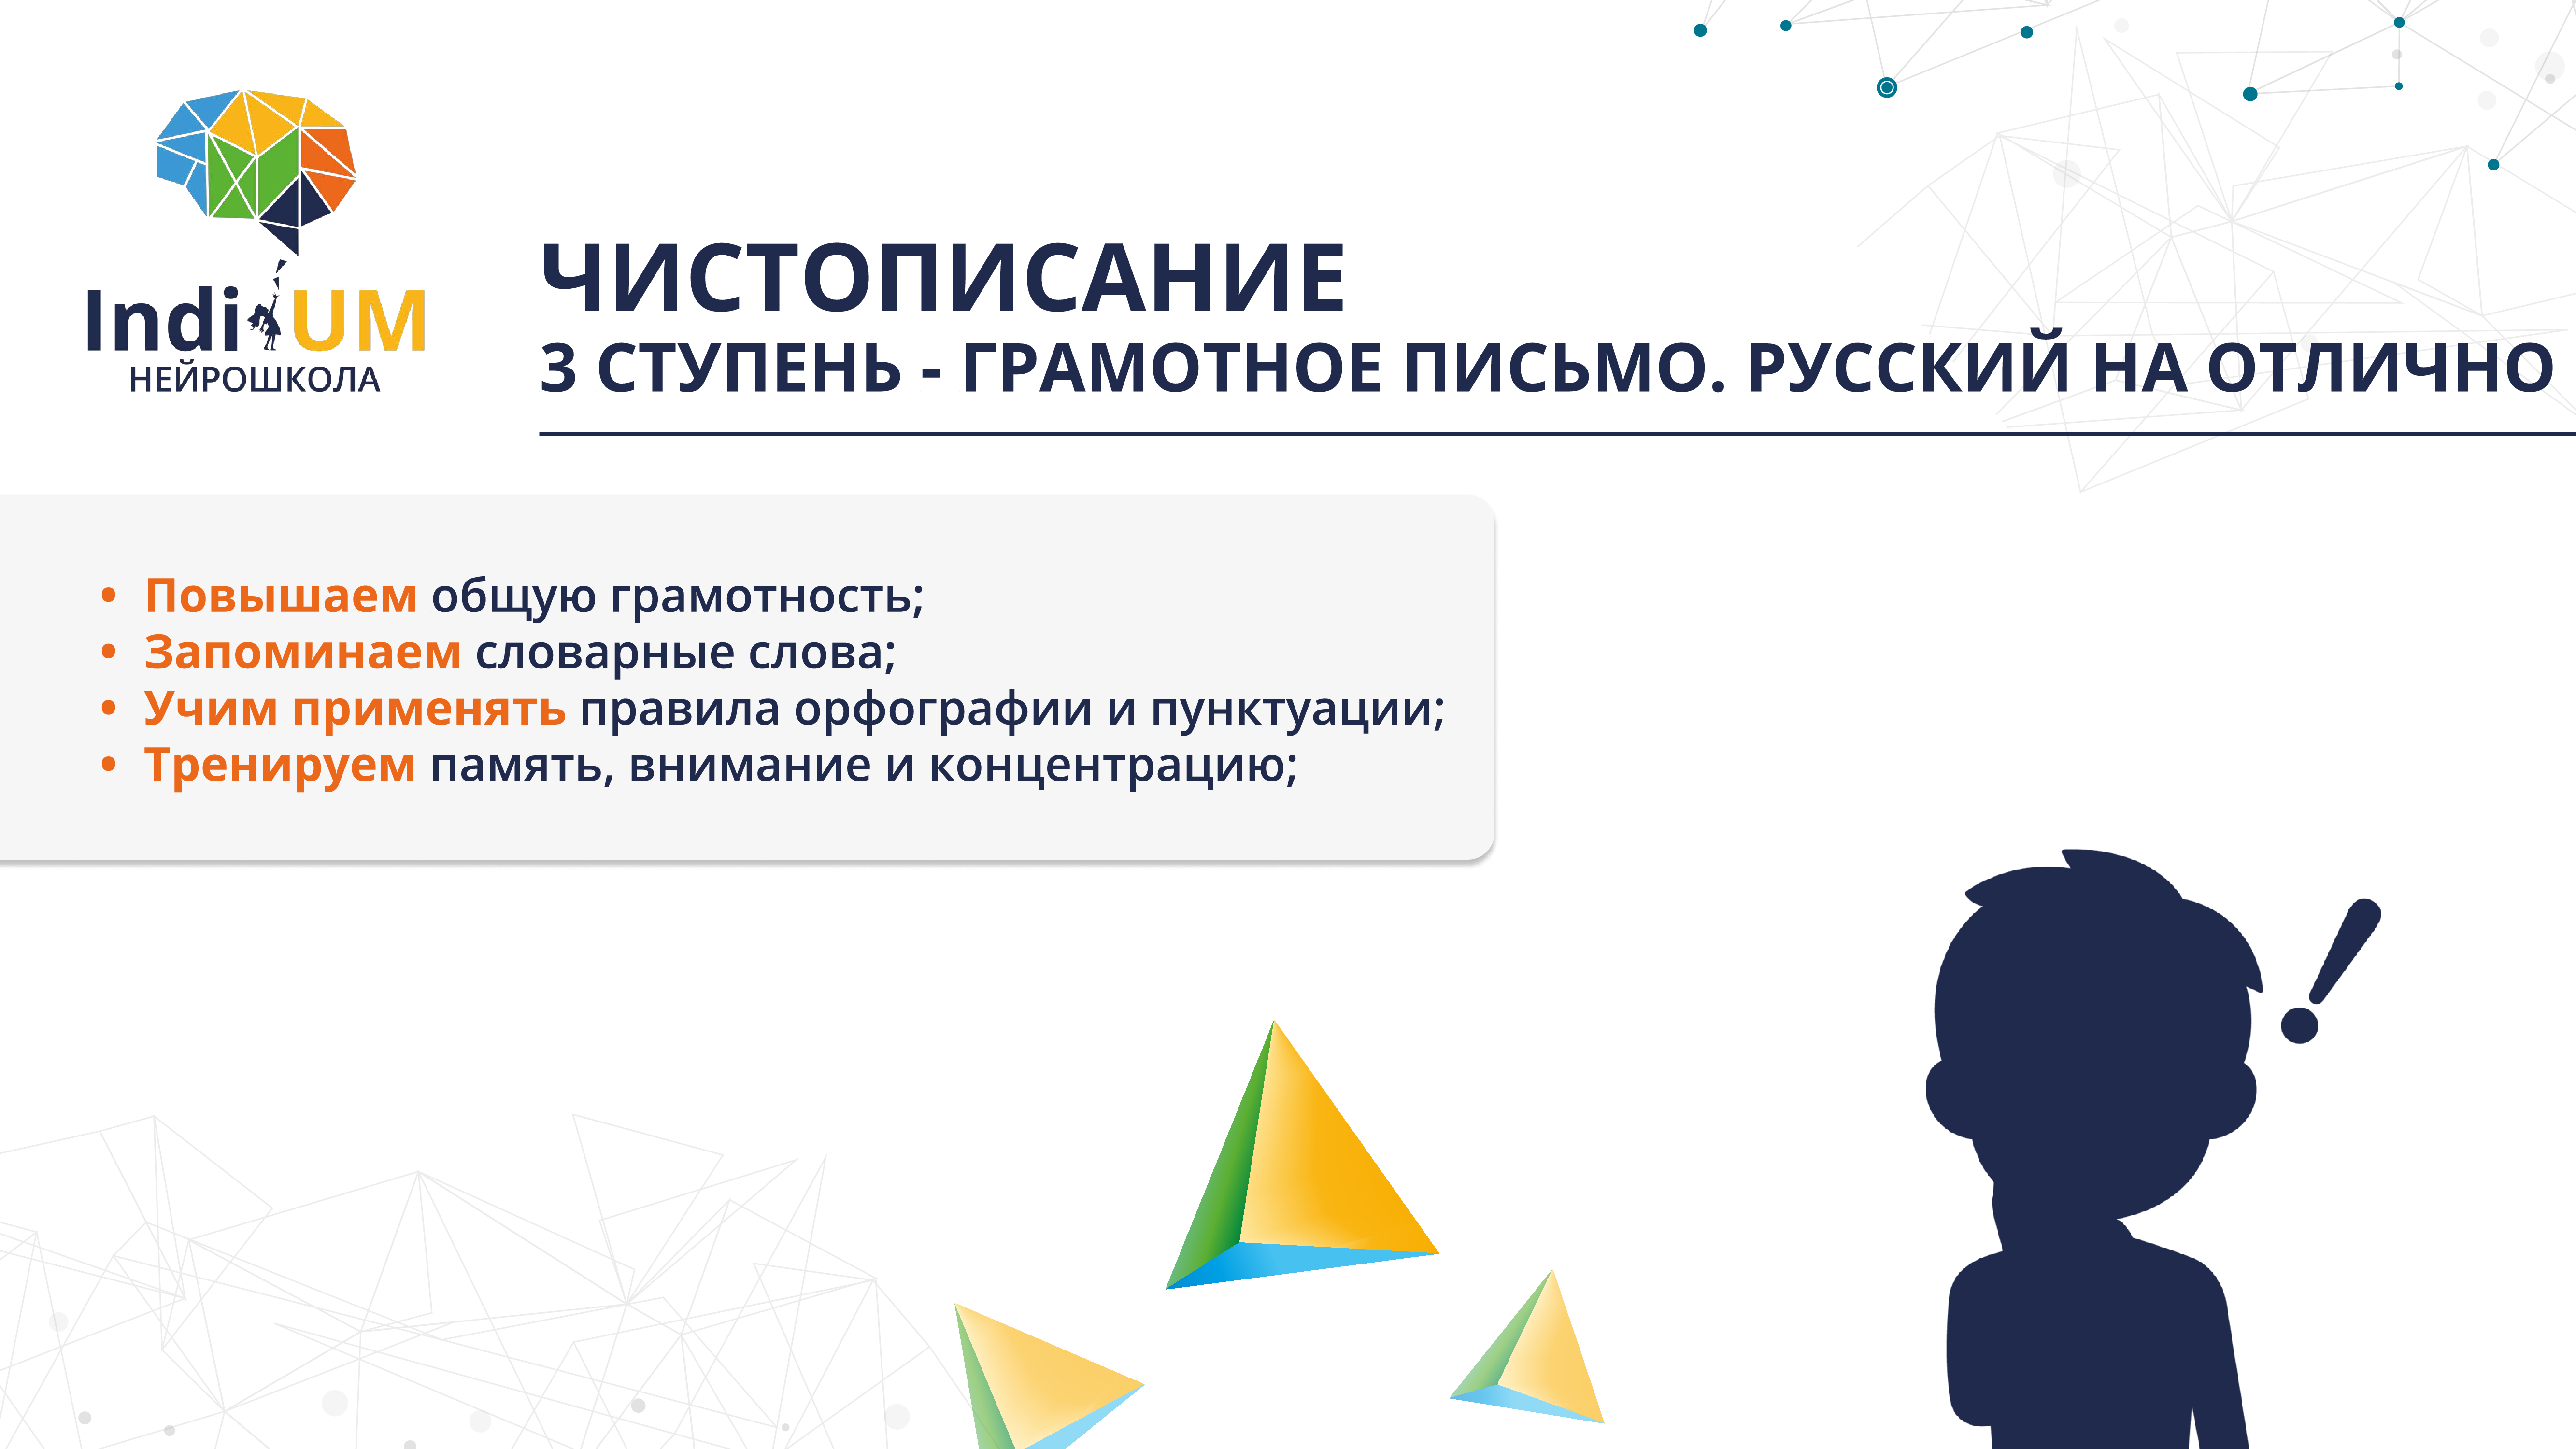 IndiUM
НЕЙРОШКОЛА
ЧИСТОПИСАНИЕ
3 СТУПЕНЬ - ГРАМОТНОЕ ПИСЬМО. РУССКИЙ НА ОТЛИЧНО
• Повышаем общую грамотность;
• Запоминаем словарные слова;
• Учим применять правила орфографии и пунктуации;
• Тренируем память, внимание и концентрацию;